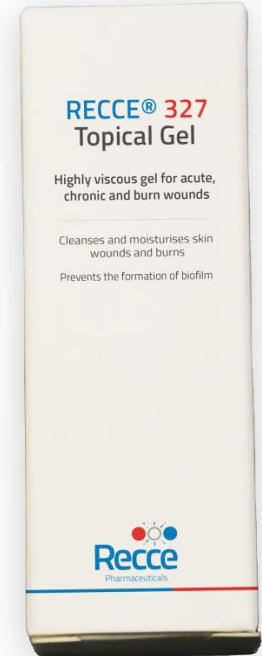 RECCE® 327
Topical Gel
Highly viscous gel for acute,
chronic and burn wounds
Cleanses and moisturises skin
wounds and burns
Prevents the formation of biofilm
Recce
Pharmaceuticals